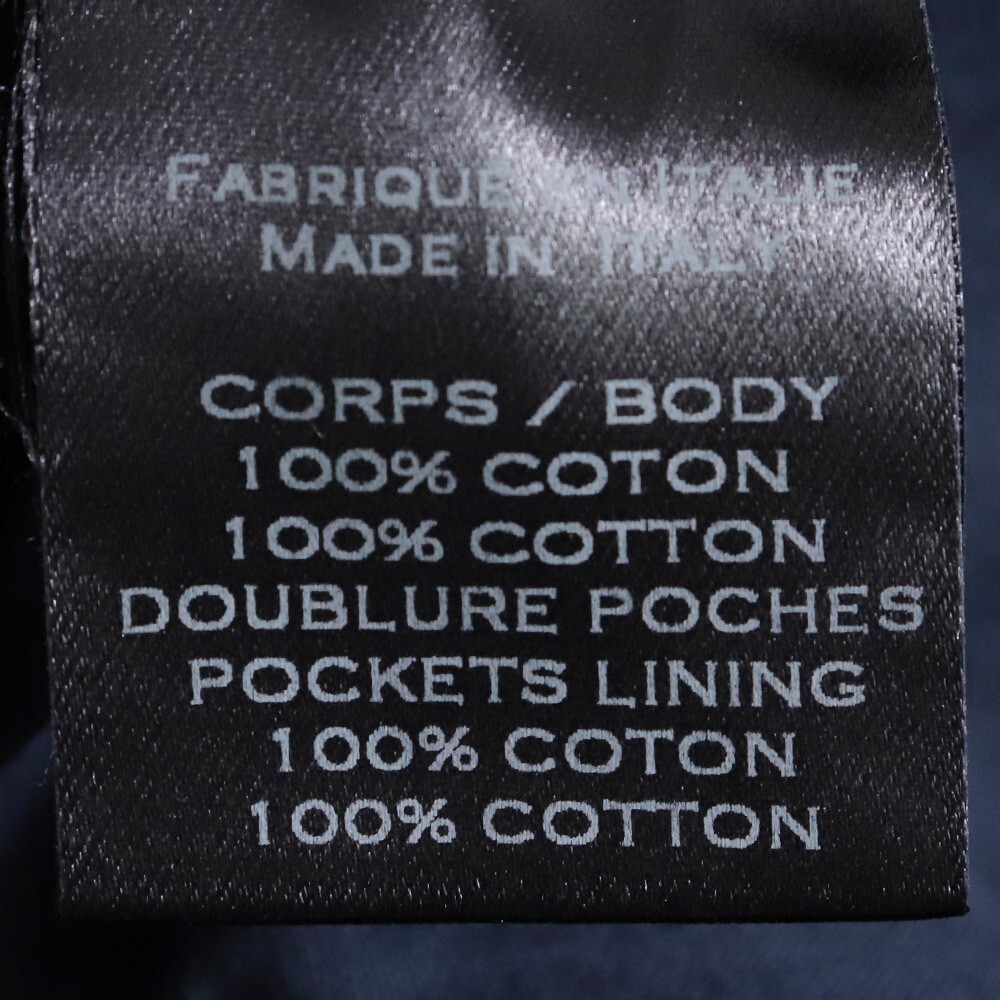 FABRIQUÉ EN ITALIE
MADE IN ITALY
CORPS / BODY
100% COTON
100% COTTON
DOUBLURE POCHES
POCKETS LINING
100% COTON
100% COTTON